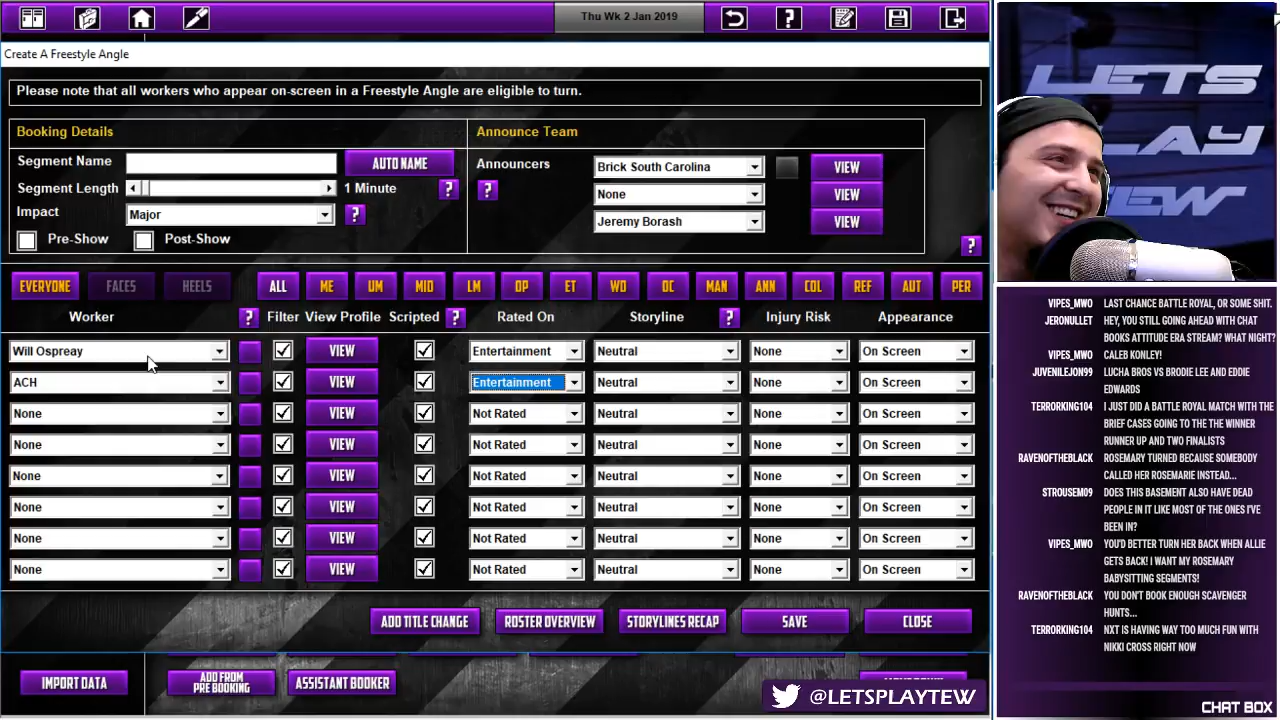 Thu Wk 2 Jan 2019
Create A Freestyle Angle
Please note that all workers who appear on-screen in a Freestyle Angle are eligible to turn.
Booking Details
Announce Team
Segment Name
AUTO NAME
Announcers
Brick South Carolina
VIEW
Segment Length
1 Minute
?
?
None
VIEW
Impact
Major
?
Jeremy Borash
VIEW
Pre-Show
Post-Show
?
EVERYONE
FACES
HEELS
ALL
ME
UM
MID
LM
OP
ET
WO
OC
MAN
ANN
COL
REF
AUT
PER
Worker
?
Filter
View Profile
Scripted
?
Rated On
Storyline
?
Injury Risk
Appearance
Will Ospreay
VIEW
Entertainment
Neutral
None
On Screen
ACH
VIEW
Entertainment
Neutral
None
On Screen
None
VIEW
Not Rated
Neutral
None
On Screen
None
VIEW
Not Rated
Neutral
None
On Screen
None
VIEW
Not Rated
Neutral
None
On Screen
None
VIEW
Not Rated
Neutral
None
On Screen
None
VIEW
Not Rated
Neutral
None
On Screen
None
VIEW
Not Rated
Neutral
None
On Screen
ADD TITLE CHANGE
ROSTER OVERVIEW
STORYLINES RECAP
SAVE
CLOSE
IMPORT DATA
ADD FROM
PRE BOOKING
ASSISTANT BOOKER
@LETSPLAYTEW
LETS
PLAY
TEW
VIPES_MWO LAST CHANCE BATTLE ROYAL, OR SOME SHIT.
JERONULLET HEY, YOU STILL GOING AHEAD WITH CHAT
BOOKS ATTITUDE ERA STREAM? WHAT NIGHT?
VIPES_MWO CALEB KONLEY!
JUVENILEJON99 LUCHA BROS VS BRODIE LEE AND EDDIE
EDWARDS
TERRORKING104 I JUST DID A BATTLE ROYAL MATCH WITH THE
BRIEF CASES GOING TO THE THE WINNER
RUNNER UP AND TWO FINALISTS
RAVENOFTHEBLACK ROSEMARY TURNED BECAUSE SOMEBODY
CALLED HER ROSEMARIE INSTEAD...
STROUSEM09 DOES THIS BASEMENT ALSO HAVE DEAD
PEOPLE IN IT LIKE MOST OF THE ONES I'VE
BEEN IN?
VIPES_MWO YOU'D BETTER TURN HER BACK WHEN ALLIE
GETS BACK! I WANT MY ROSEMARY
BABYSITTING SEGMENTS!
RAVENOFTHEBLACK YOU DON'T BOOK ENOUGH SCAVENGER
HUNTS...
TERRORKING104 NXT IS HAVING WAY TOO MUCH FUN WITH
NIKKI CROSS RIGHT NOW
CHAT BOX